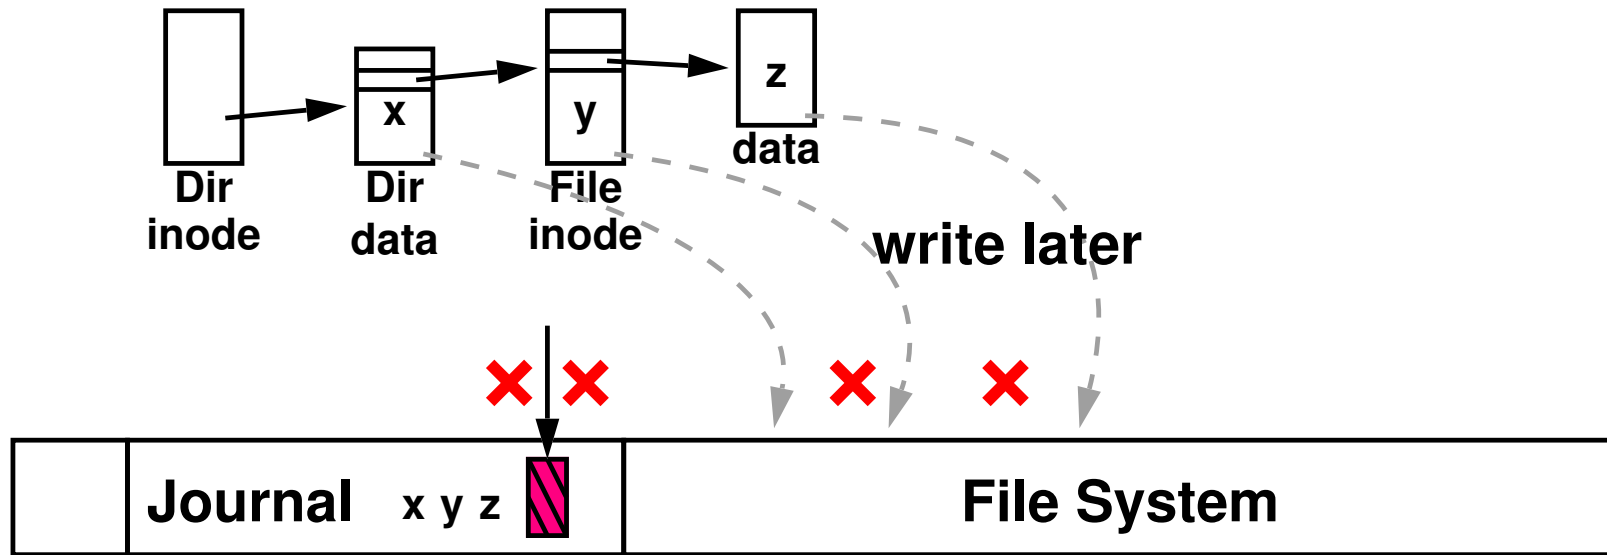 x
y
z
data
Dir
inode
Dir
data
File
inode
write later
Journal x y z
File System